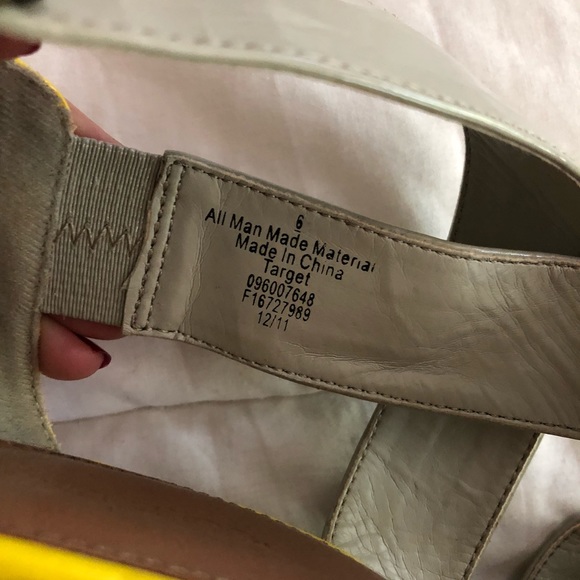 6
All Man Made Material
Made In China
Target
096007648
F16727989
12/11